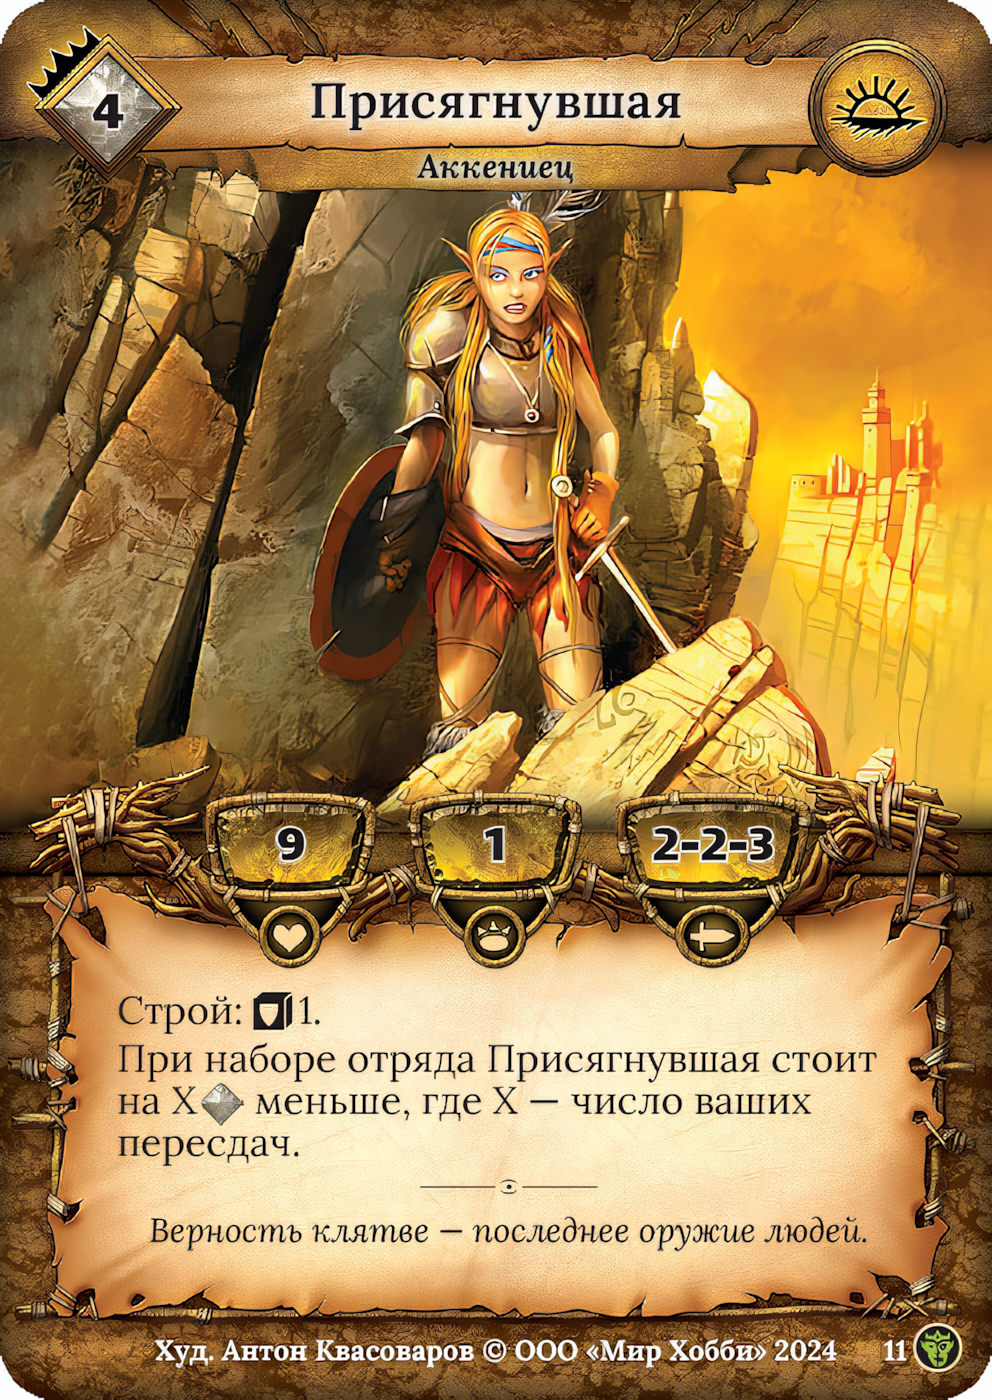 4
Присягнувшая
Аккениец
9
1
2-2-3
Строй: 1.
При наборе отряда Присягнувшая стоит
на X меньше, где X — число ваших
пересдач.
Верность клятве — последнее оружие людей.
Худ. Антон Квасоваров © ООО «Мир Хобби» 2024 11